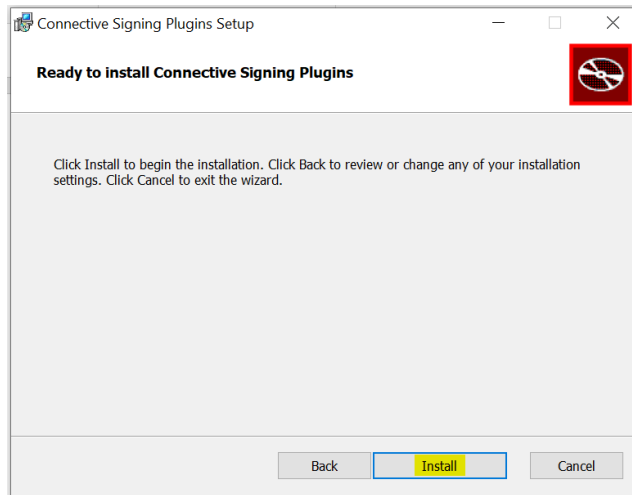 Connective Signing Plugins Setup
Ready to install Connective Signing Plugins
Click Install to begin the installation. Click Back to review or change any of your installation
settings. Click Cancel to exit the wizard.
Back Install Cancel